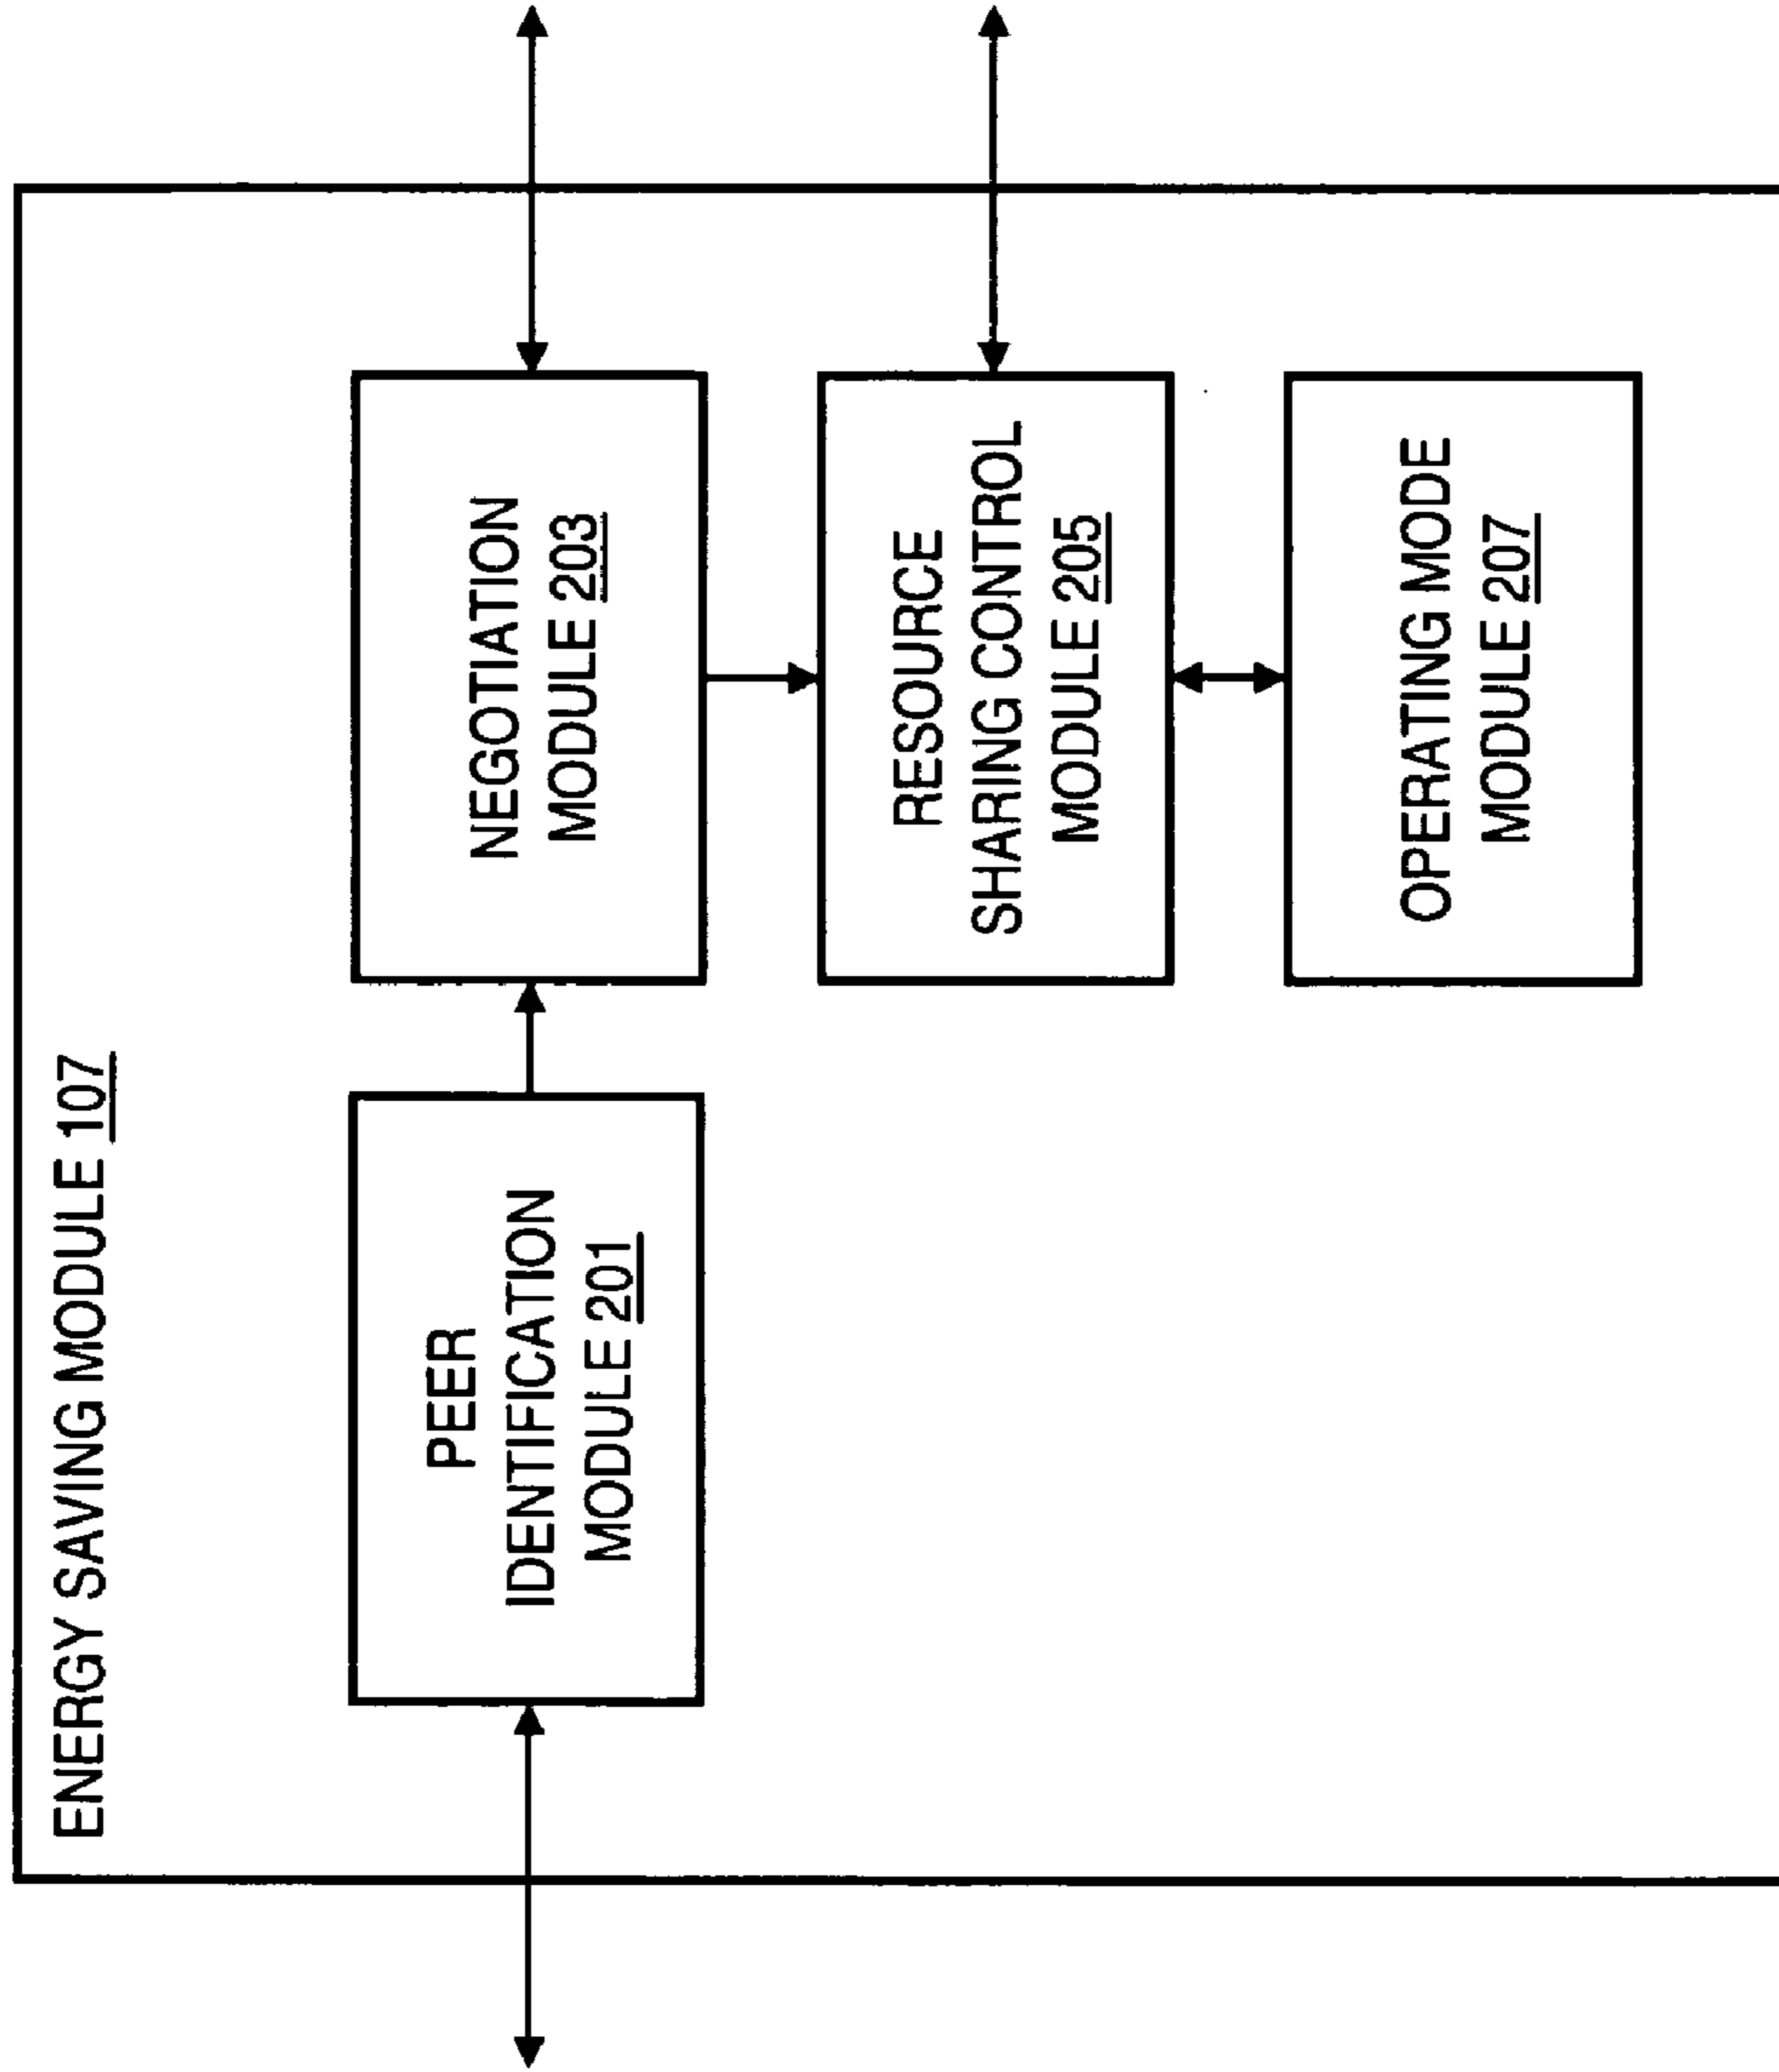 ENERGY SAVING MODULE 107
PEER
IDENTIFICATION
MODULE 201
NEGOTIATION
MODULE 203
RESOURCE
SHARING CONTROL
MODULE 205
OPERATING MODE
MODULE 207